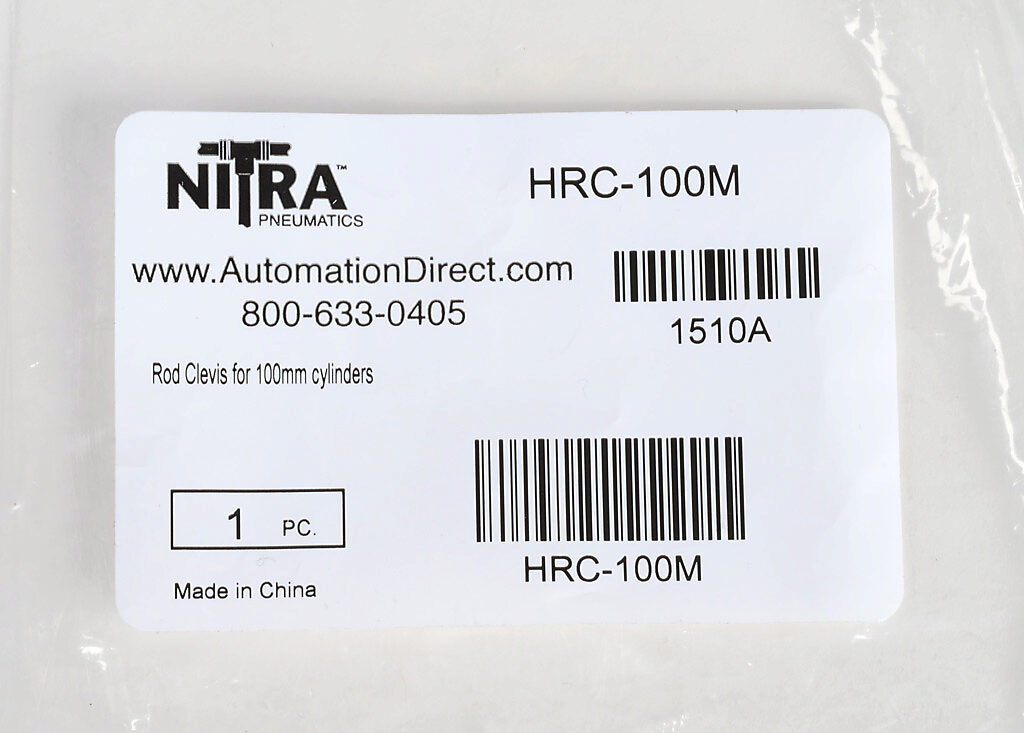 NITRA™
PNEUMATICS
HRC-100M
www.AutomationDirect.com
800-633-0405
1510A
Rod Clevis for 100mm cylinders
1 PC.
HRC-100M
Made in China